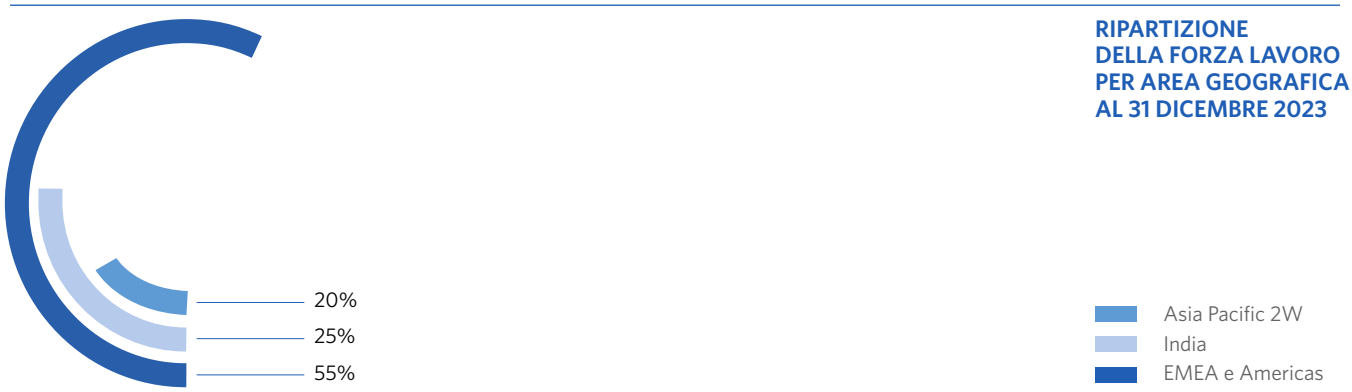 RIPARTIZIONE
DELLA FORZA LAVORO
PER AREA GEOGRAFICA
AL 31 DICEMBRE 2023
20%
25%
55%
Asia Pacific 2W
India
EMEA e Americas